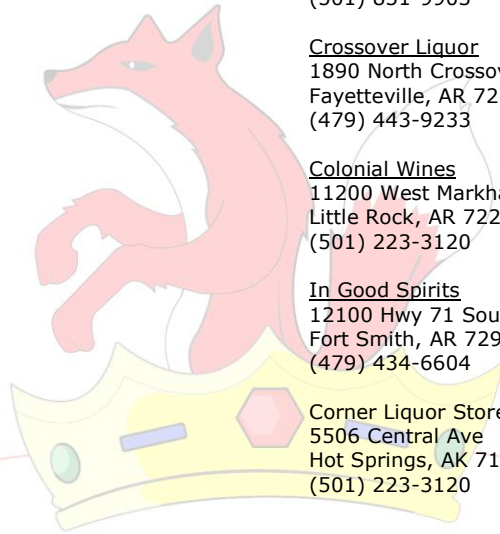 (501) 851-9905
Crossover Liquor
1890 North Crossov
Fayetteville, AR 72
(479) 443-9233
Colonial Wines
11200 West Markha
Little Rock, AR 722
(501) 223-3120
In Good Spirits
12100 Hwy 71 Sou
Fort Smith, AR 729
(479) 434-6604
Corner Liquor Store
5506 Central Ave
Hot Springs, AK 71
(501) 223-3120